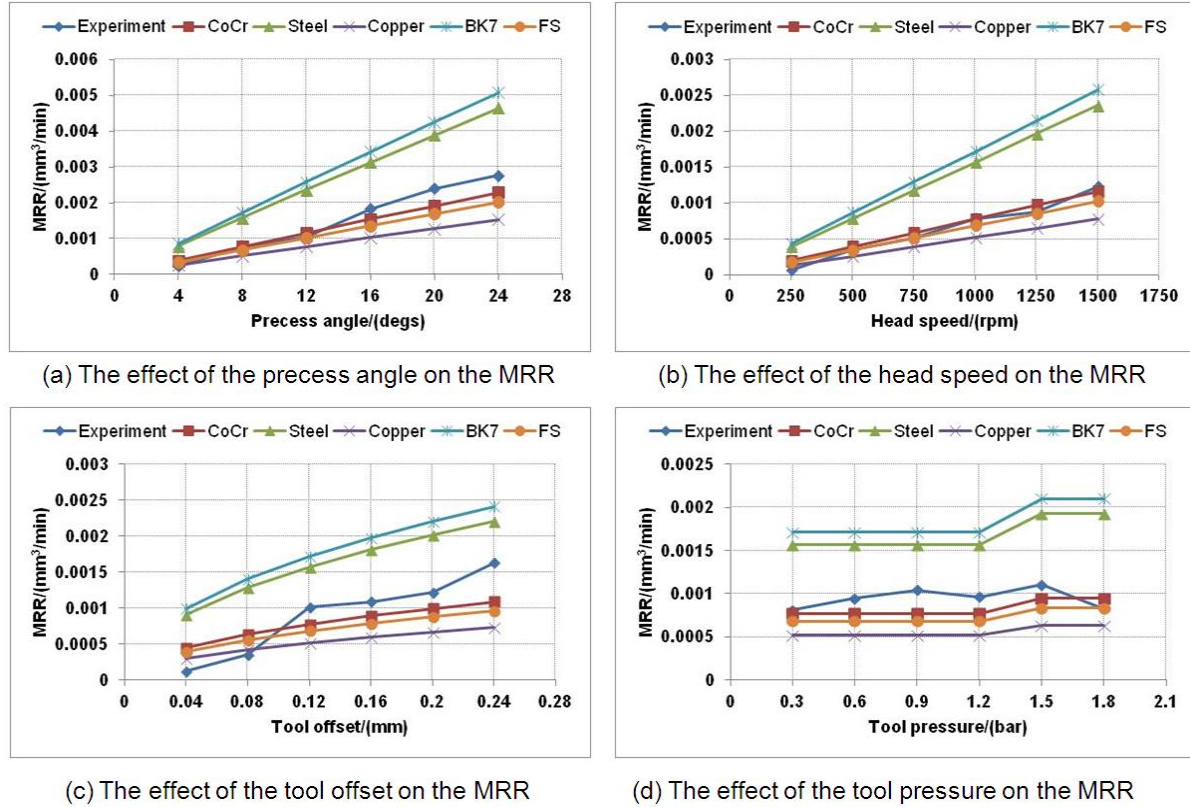 Experiment CoCr Steel Copper BK7 FS
0.006
0.005
0.004
0.003
0.002
0.001
0
MRR/(mm³/min)
0 4 8 12 16 20 24 28
Precess angle/(degs)
(a) The effect of the precess angle on the MRR
Experiment CoCr Steel Copper BK7 FS
0.003
0.0025
0.002
0.0015
0.001
0.0005
0
MRR/(mm³/min)
0 250 500 750 1000 1250 1500 1750
Head speed/(rpm)
(b) The effect of the head speed on the MRR
Experiment CoCr Steel Copper BK7 FS
0.003
0.0025
0.002
0.0015
0.001
0.0005
0
MRR/(mm³/min)
0 0.04 0.08 0.12 0.16 0.2 0.24 0.28
Tool offset/(mm)
(c) The effect of the tool offset on the MRR
Experiment CoCr Steel Copper BK7 FS
0.0025
0.002
0.0015
0.001
0.0005
0
MRR/(mm³/min)
0 0.3 0.6 0.9 1.2 1.5 1.8 2.1
Tool pressure/(bar)
(d) The effect of the tool pressure on the MRR